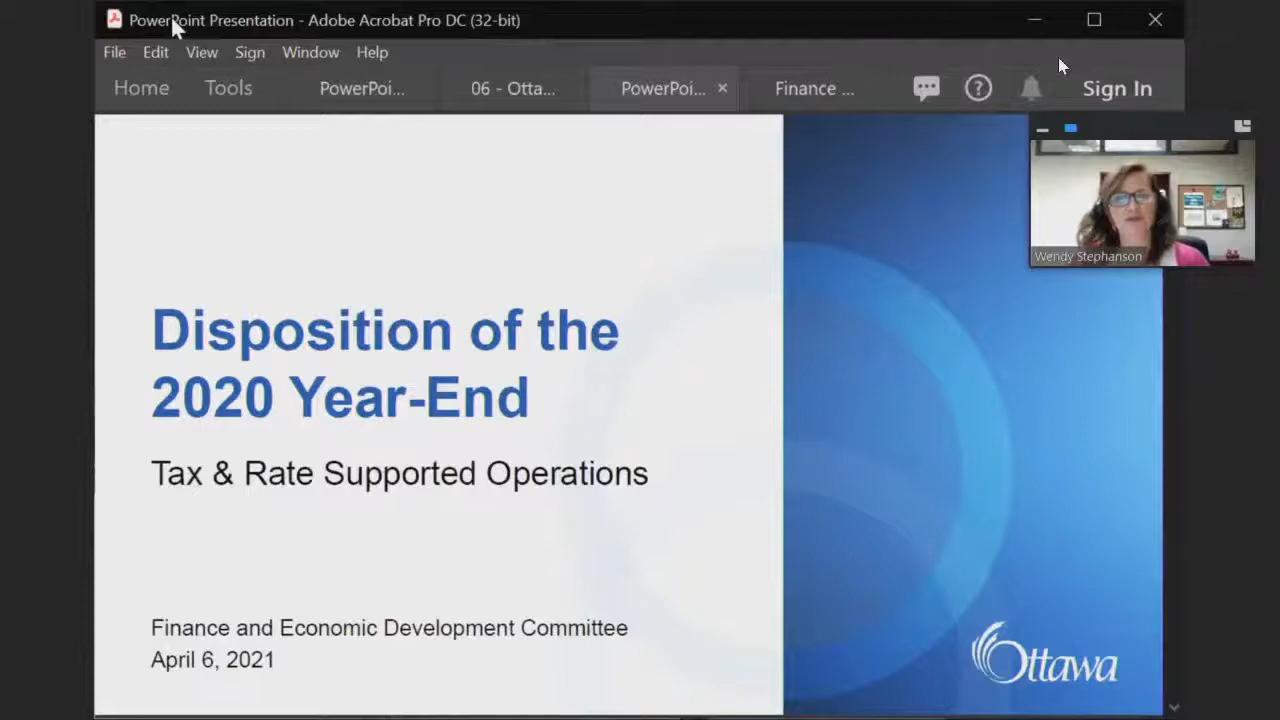 PowerPoint Presentation - Adobe Acrobat Pro DC (32-bit)
File Edit View Sign Window Help
Home Tools PowerPoi... 06 - Otta... PowerPoi... × Finance ... Sign In
Wendy Stephanson
Disposition of the
2020 Year-End
Tax & Rate Supported Operations
Finance and Economic Development Committee
April 6, 2021
Ottawa